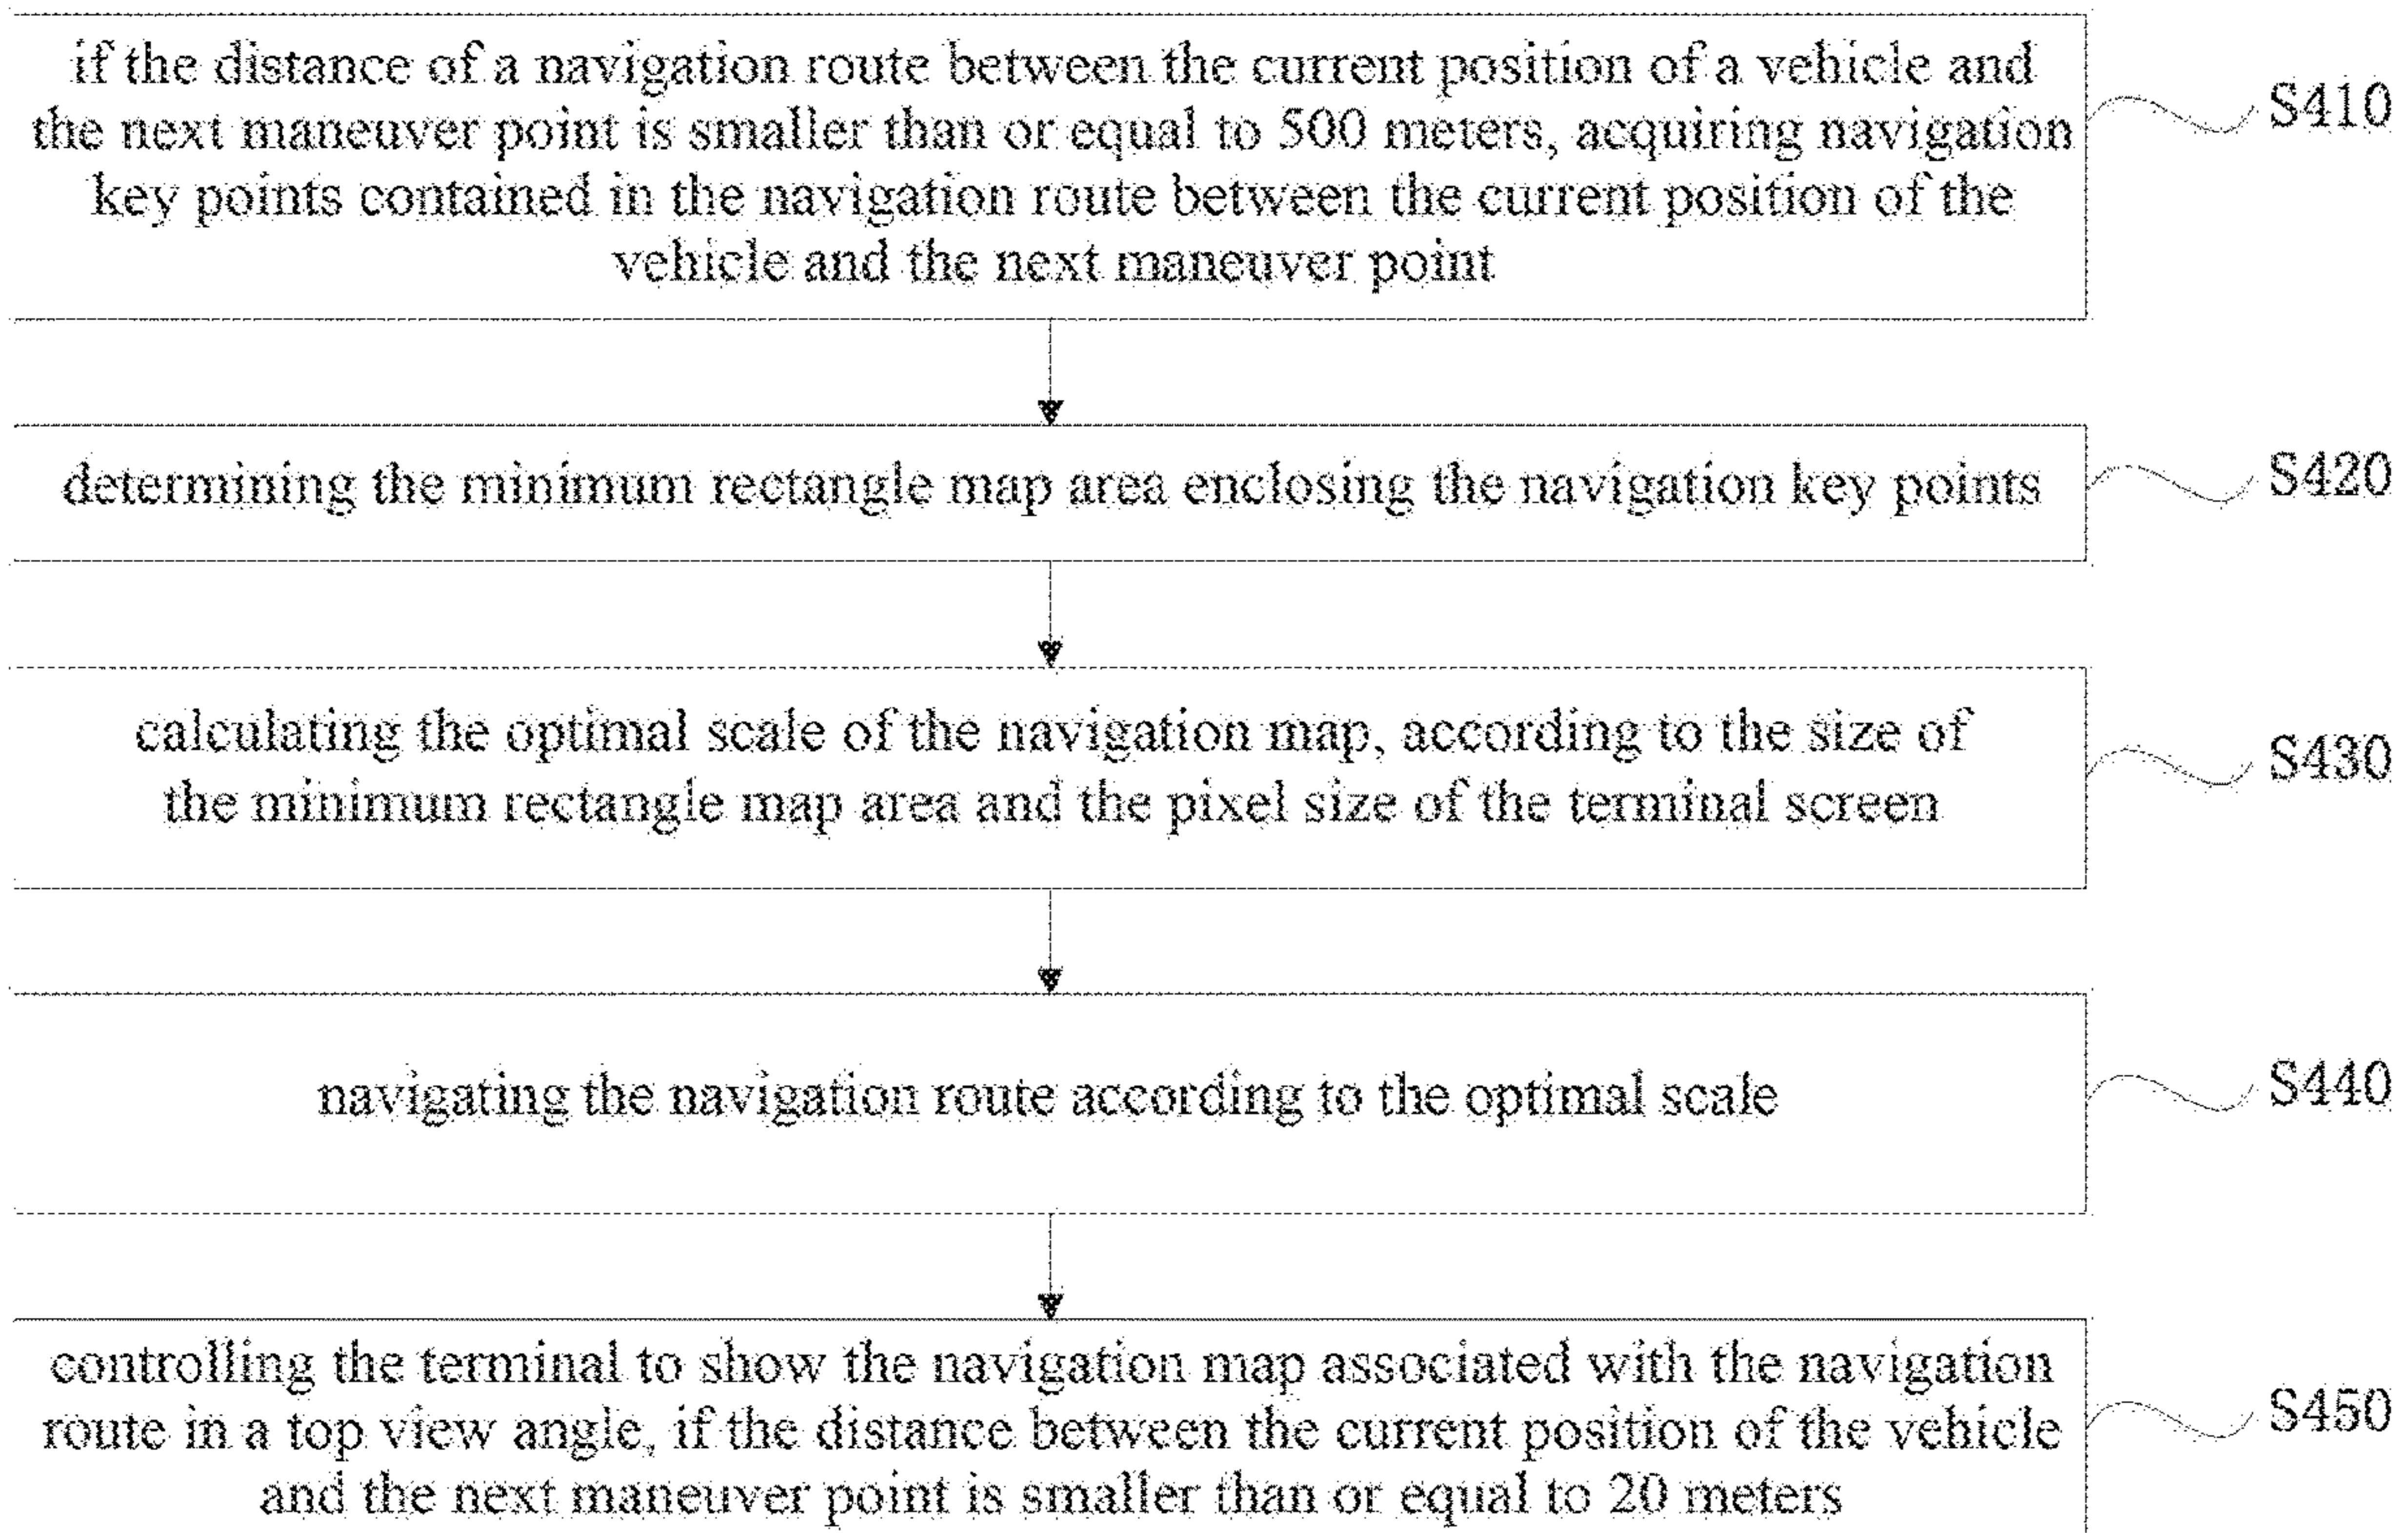 if the distance of a navigation route between the current position of a vehicle and
the next maneuver point is smaller than or equal to 500 meters, acquiring navigation
key points contained in the navigation route between the current position of the
vehicle and the next maneuver point
S410
determining the minimum rectangle map area enclosing the navigation key points
S420
calculating the optimal scale of the navigation map, according to the size of
the minimum rectangle map area and the pixel size of the terminal screen
S430
navigating the navigation route according to the optimal scale
S440
controlling the terminal to show the navigation map associated with the navigation
route in a top view angle, if the distance between the current position of the vehicle
and the next maneuver point is smaller than or equal to 20 meters
S450